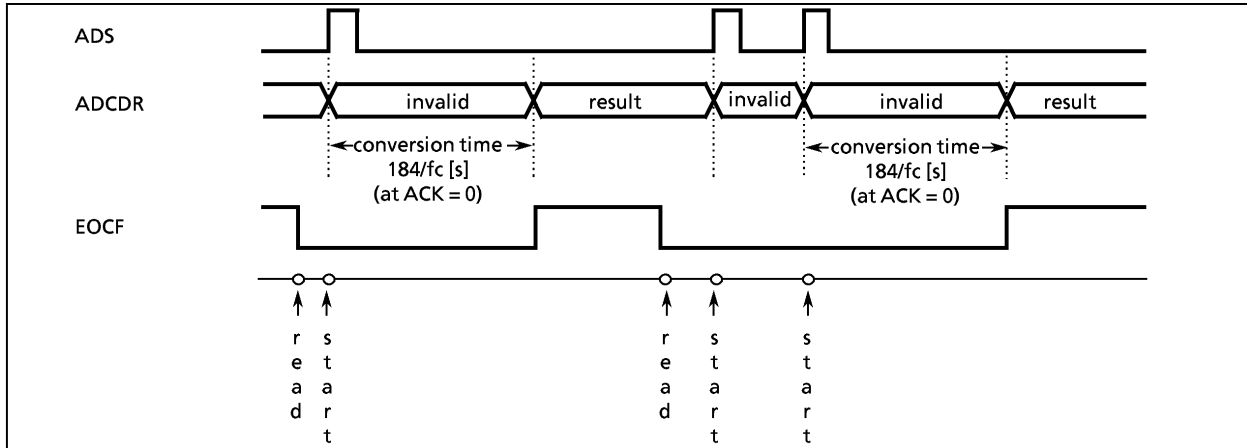 ADS
ADCDR
invalid
result
invalid
invalid
result
conversion time
184/fc [s]
(at ACK = 0)
conversion time
184/fc [s]
(at ACK = 0)
EOCF
read
start
read
start
start